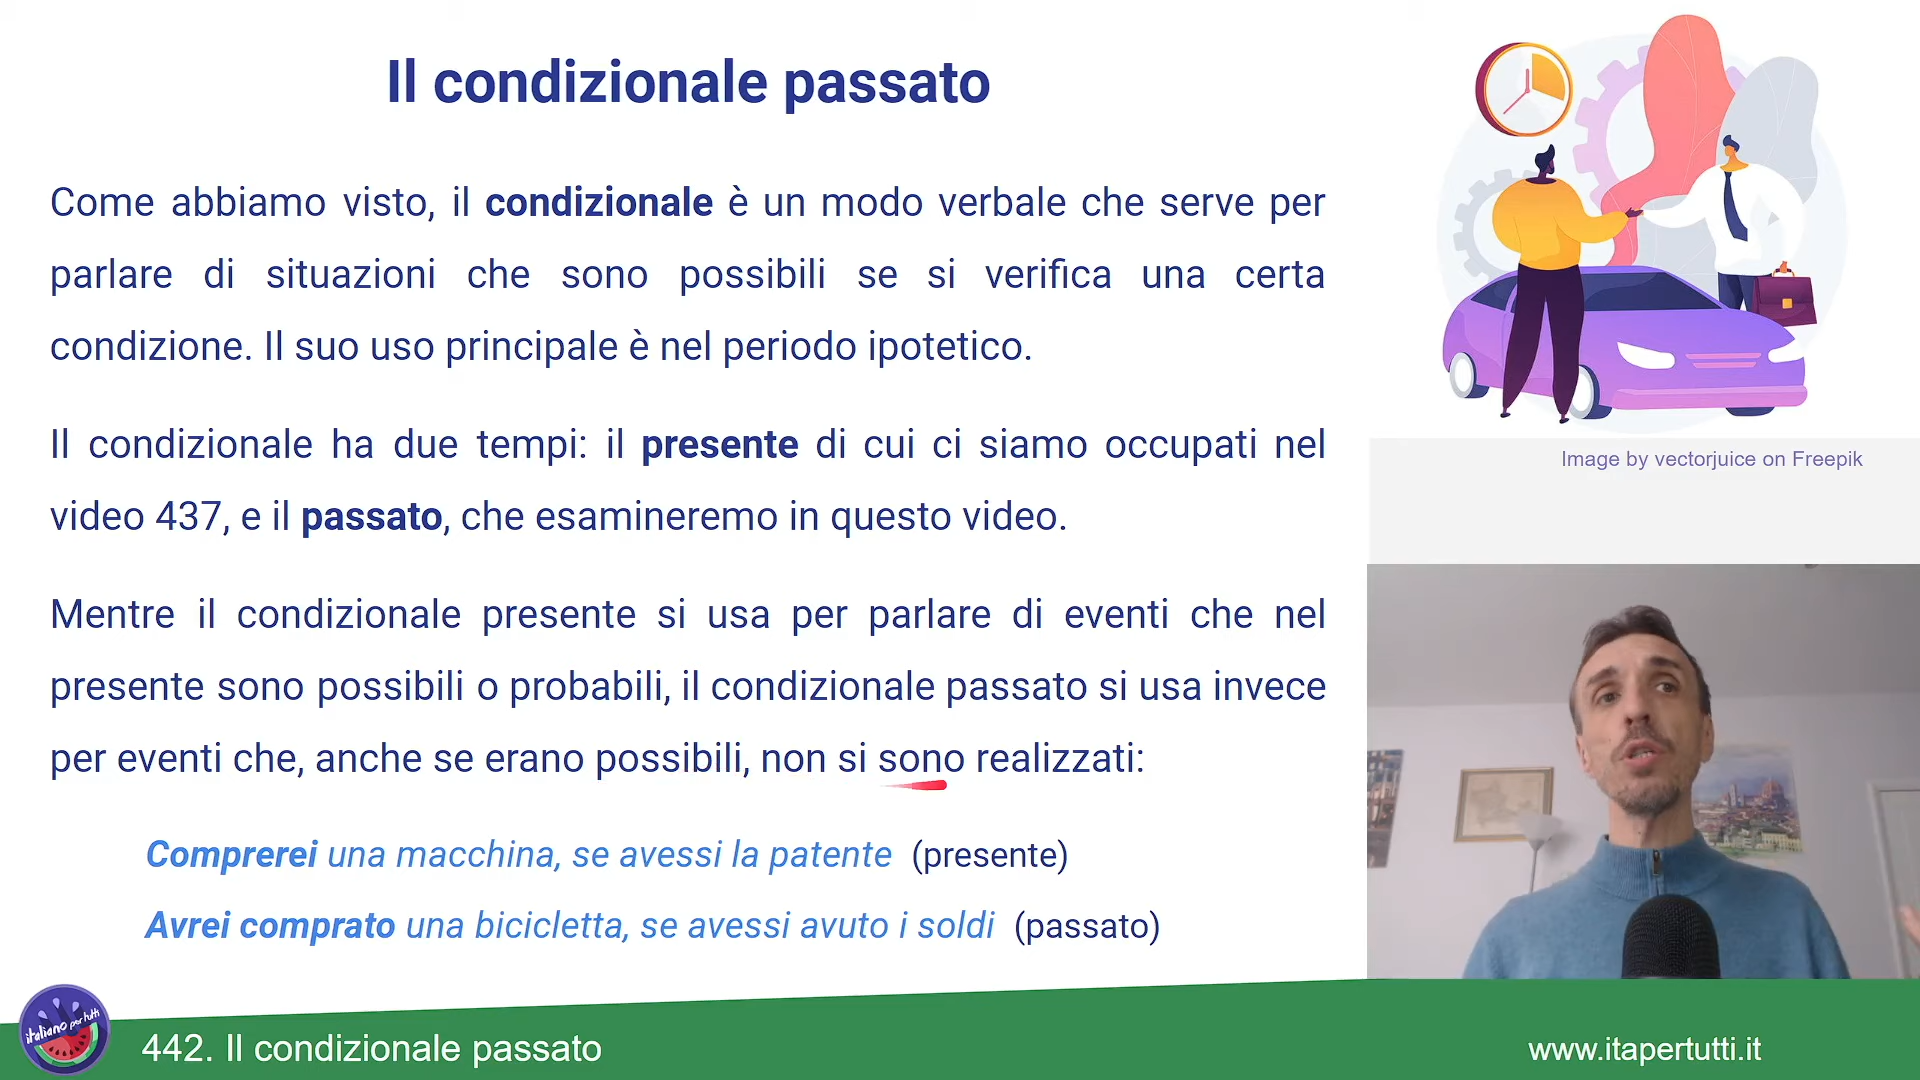 Il condizionale passato
Come abbiamo visto, il condizionale è un modo verbale che serve per
parlare di situazioni che sono possibili se si verifica una certa
condizione. Il suo uso principale è nel periodo ipotetico.
Il condizionale ha due tempi: il presente di cui ci siamo occupati nel
video 437, e il passato, che esamineremo in questo video.
Mentre il condizionale presente si usa per parlare di eventi che nel
presente sono possibili o probabili, il condizionale passato si usa invece
per eventi che, anche se erano possibili, non si sono realizzati:
Comprerei una macchina, se avessi la patente (presente)
Avrei comprato una bicicletta, se avessi avuto i soldi (passato)
Image by vectorjuice on Freepik
italiano per tutti
442. Il condizionale passato
www.itapertutti.it